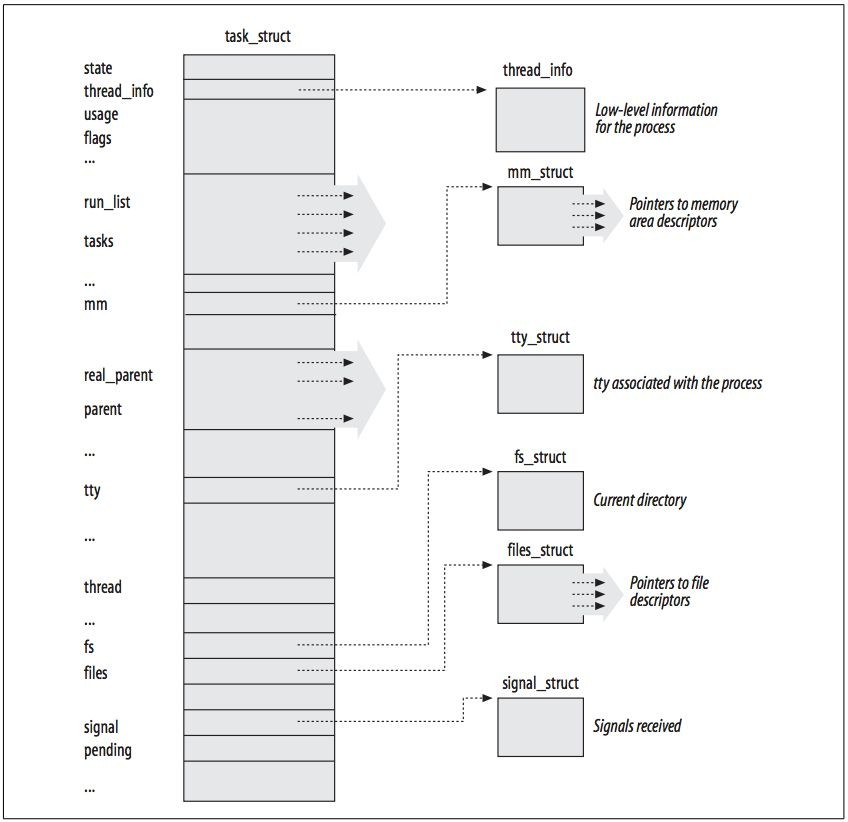 task_struct
state
thread_info
usage
flags
...
run_list
tasks
...
mm
real_parent
parent
...
tty
...
thread
...
fs
files
signal
pending
...
thread_info
Low-level information
for the process
mm_struct
Pointers to memory
area descriptors
tty_struct
tty associated with the process
fs_struct
Current directory
files_struct
Pointers to file
descriptors
signal_struct
Signals received